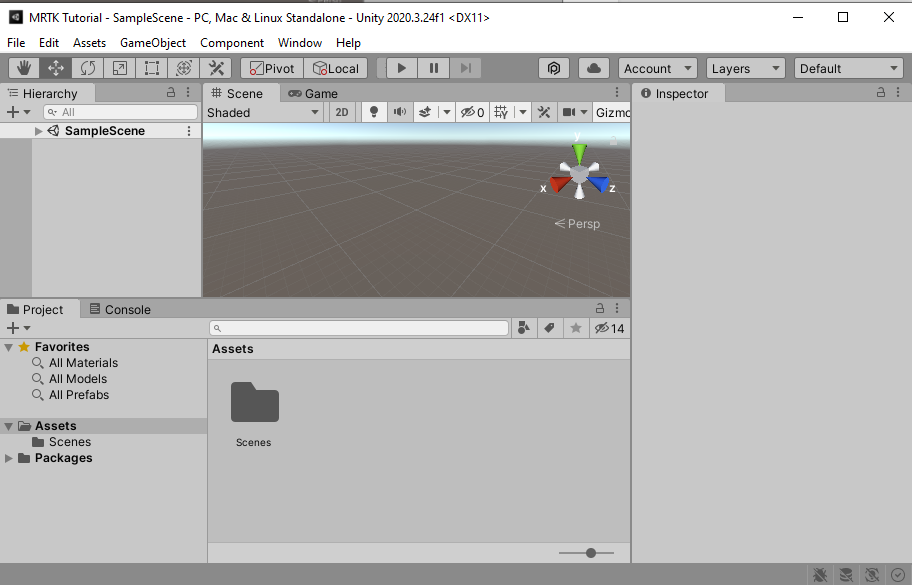 MRTK Tutorial - SampleScene - PC, Mac & Linux Standalone - Unity 2020.3.24f1 <DX11>
File Edit Assets GameObject Component Window Help
Pivot Local Account Layers Default
Hierarchy
All
SampleScene
Scene Game
Shaded 2D 0 Gizmo
y
x z
Persp
Inspector
Project Console
14
Favorites
All Materials
All Models
All Prefabs
Assets
Scenes
Packages
Assets
Scenes